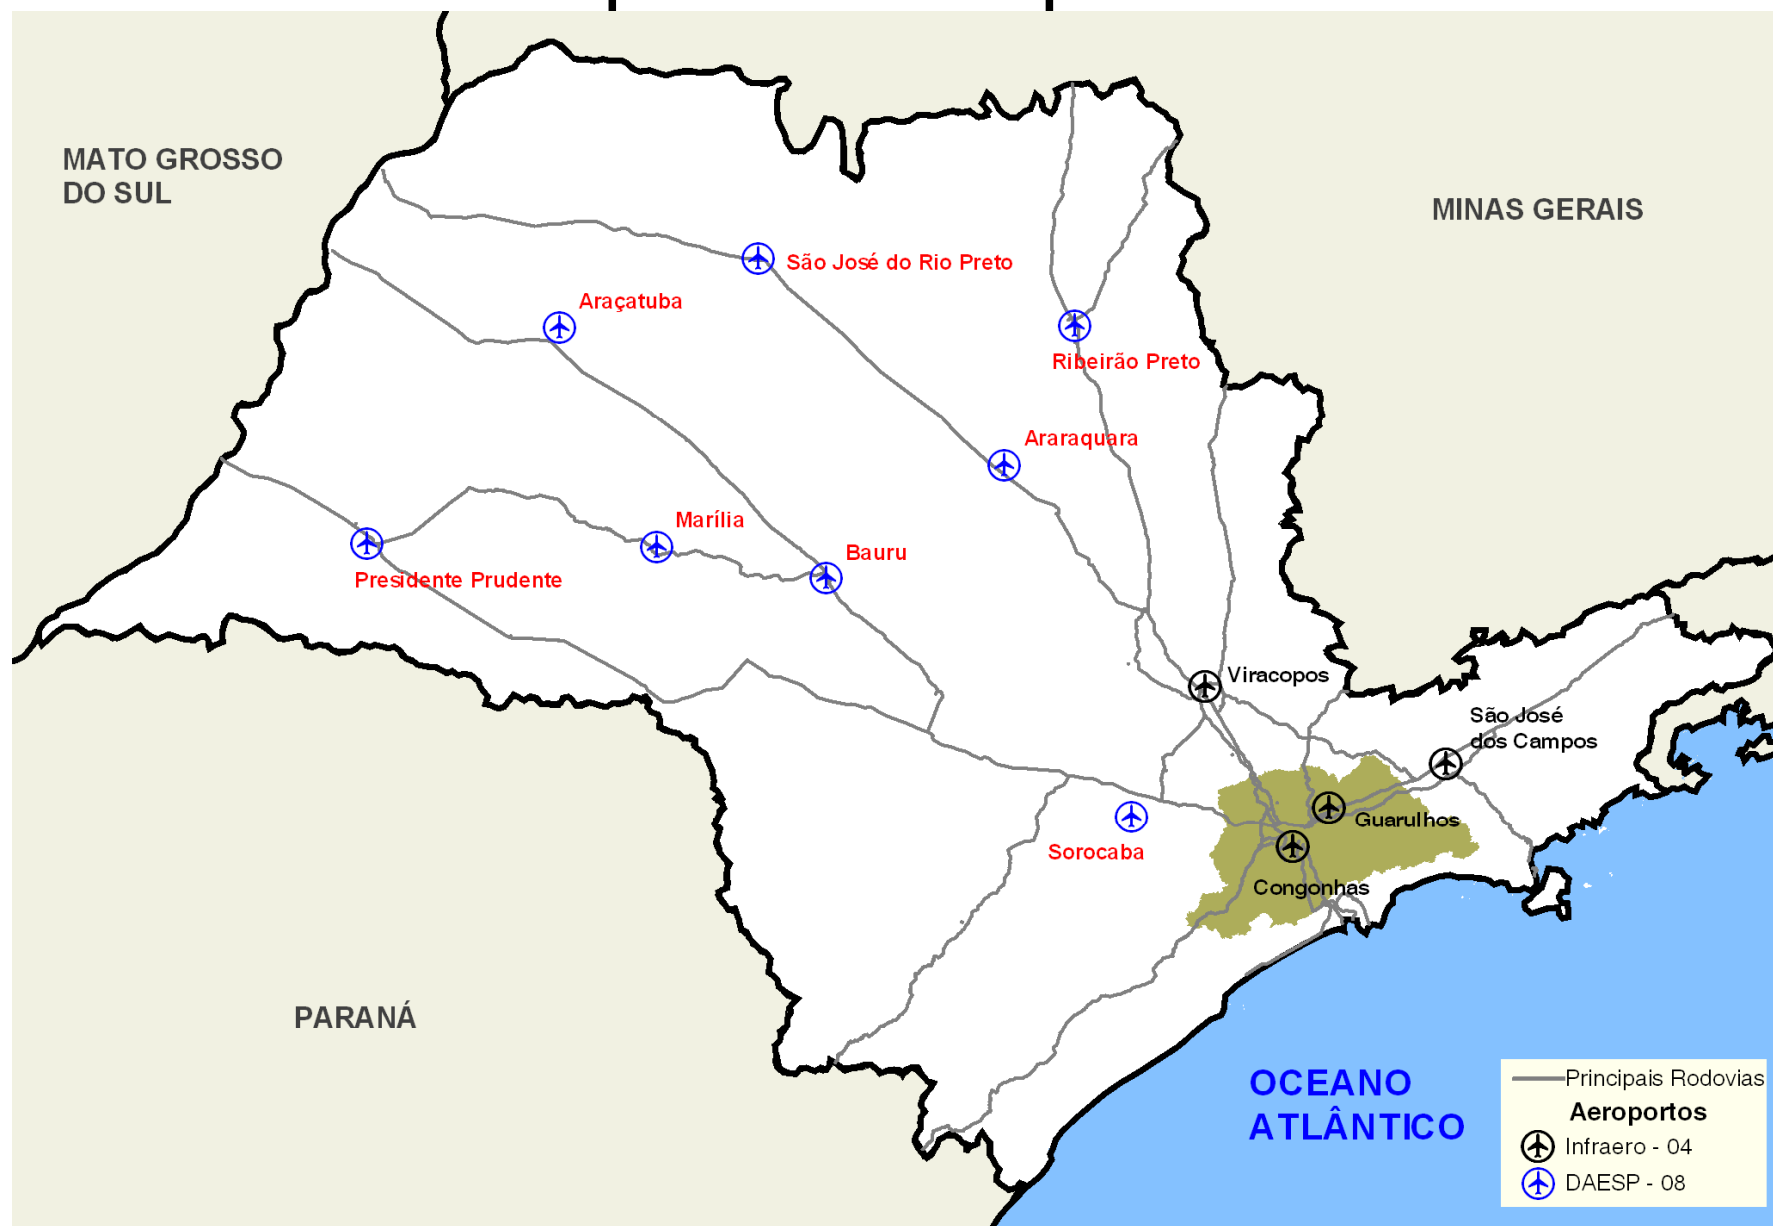 MATO GROSSO
DO SUL
MINAS GERAIS
São José do Rio Preto
Araçatuba
Ribeirão Preto
Araraquara
Marília
Bauru
Presidente Prudente
Viracopos
São José
dos Campos
Guarulhos
Sorocaba
Congonhas
PARANÁ
OCEANO
ATLÂNTICO
Principais Rodovias
Aeroportos
Infraero - 04
DAESP - 08